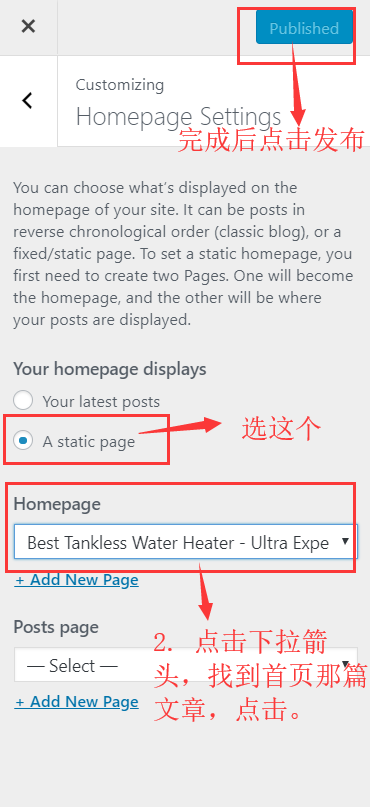 Published
Customizing
Homepage Settings
完成后点击发布
You can choose what's displayed on the
homepage of your site. It can be posts in
reverse chronological order (classic blog), or a
fixed/static page. To set a static homepage, you
first need to create two Pages. One will become
the homepage, and the other will be where
your posts are displayed.
Your homepage displays
Your latest posts
A static page
选这个
Homepage
Best Tankless Water Heater - Ultra Expe
+ Add New Page
Posts page
2. 点击下拉箭
— Select —
头，找到首页那篇
+ Add New Page
文章，点击。